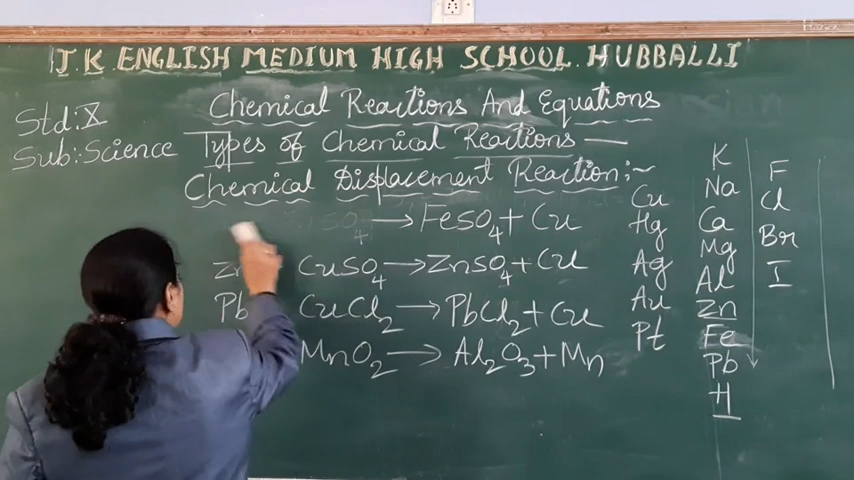 J.K ENGLISH MEDIUM HIGH SCHOOL HUBBALLI
Std:X
Sub:Science
Chemical Reactions And Equations
Types of Chemical Reactions —
Chemical Displacement Reaction:~
SO4 → FeSO4 + Cu
Zn CuSO4 → ZnSO4 + Cu
Pb CuCl2 → PbCl2 + Cu
MnO2 → Al2O3 + Mn
Cu
Hg
Ag
Au
Pt
K
Na
Ca
Mg
Al
Zn
Fe
Pb
H
F
Cl
Br
I